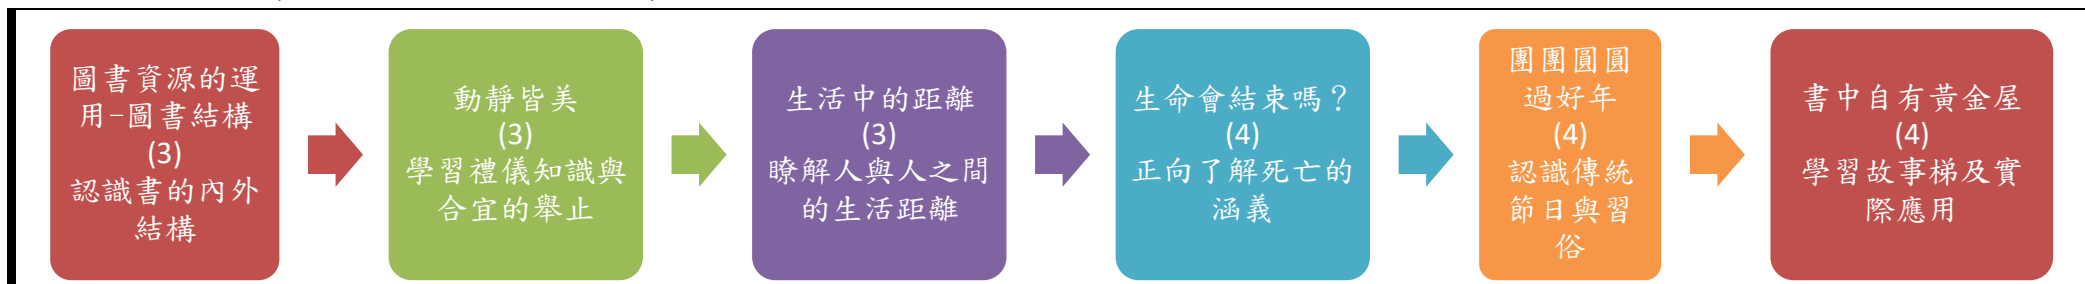 圖書資源的運
用-圖書結構
(3)
認識書的內外
結構
動靜皆美
(3)
學習禮儀知識與
合宜的舉止
生活中的距離
(3)
瞭解人與人之間
的生活距離
生命會結束嗎？
(4)
正向了解死亡的
涵義
團團圓圓
過好年
(4)
認識傳統
節日與習
俗
書中自有黃金屋
(4)
學習故事梯及實
際應用